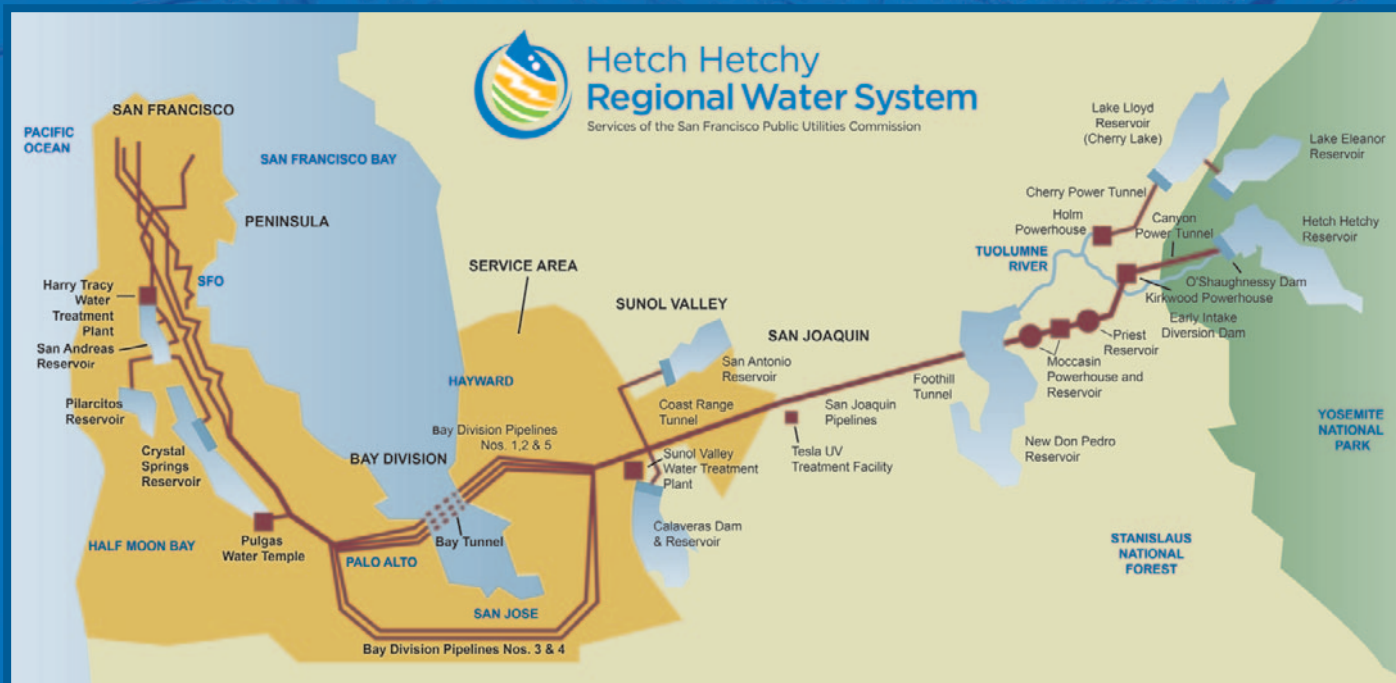 Hetch Hetchy
Regional Water System
Services of the San Francisco Public Utilities Commission
SAN FRANCISCO
PACIFIC
OCEAN
SAN FRANCISCO BAY
PENINSULA
SFO
Harry Tracy
Water
Treatment
Plant
San Andreas
Reservoir
Pilarcitos
Reservoir
Crystal
Springs
Reservoir
HALF MOON BAY
Pulgas
Water Temple
PALO ALTO
BAY DIVISION
Bay Tunnel
SAN JOSE
Bay Division Pipelines Nos. 3 & 4
SERVICE AREA
HAYWARD
Bay Division Pipelines
Nos. 1,2 & 5
SUNOL VALLEY
San Antonio
Reservoir
Coast Range
Tunnel
Sunol Valley
Water Treatment
Plant
Calaveras Dam
& Reservoir
SAN JOAQUIN
San Joaquin
Pipelines
Tesla UV
Treatment Facility
Foothill
Tunnel
New Don Pedro
Reservoir
Moccasin
Powerhouse and
Reservoir
Priest
Reservoir
Early Intake
Diversion Dam
Kirkwood Powerhouse
O'Shaughnessy Dam
TUOLUMNE
RIVER
Holm
Powerhouse
Cherry Power Tunnel
Canyon
Power Tunnel
Lake Lloyd
Reservoir
(Cherry Lake)
Lake Eleanor
Reservoir
Hetch Hetchy
Reservoir
YOSEMITE
NATIONAL
PARK
STANISLAUS
NATIONAL
FOREST